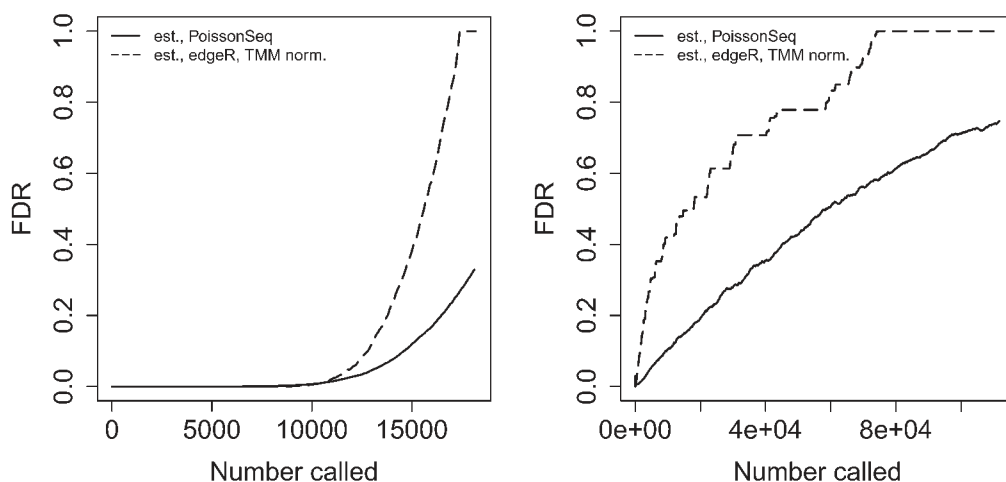 est., PoissonSeq
est., edgeR, TMM norm.
FDR
1.0
0.8
0.6
0.4
0.2
0.0
0
5000
10000
15000
Number called
est., PoissonSeq
est., edgeR, TMM norm.
FDR
1.0
0.8
0.6
0.4
0.2
0.0
0e+00
4e+04
8e+04
Number called